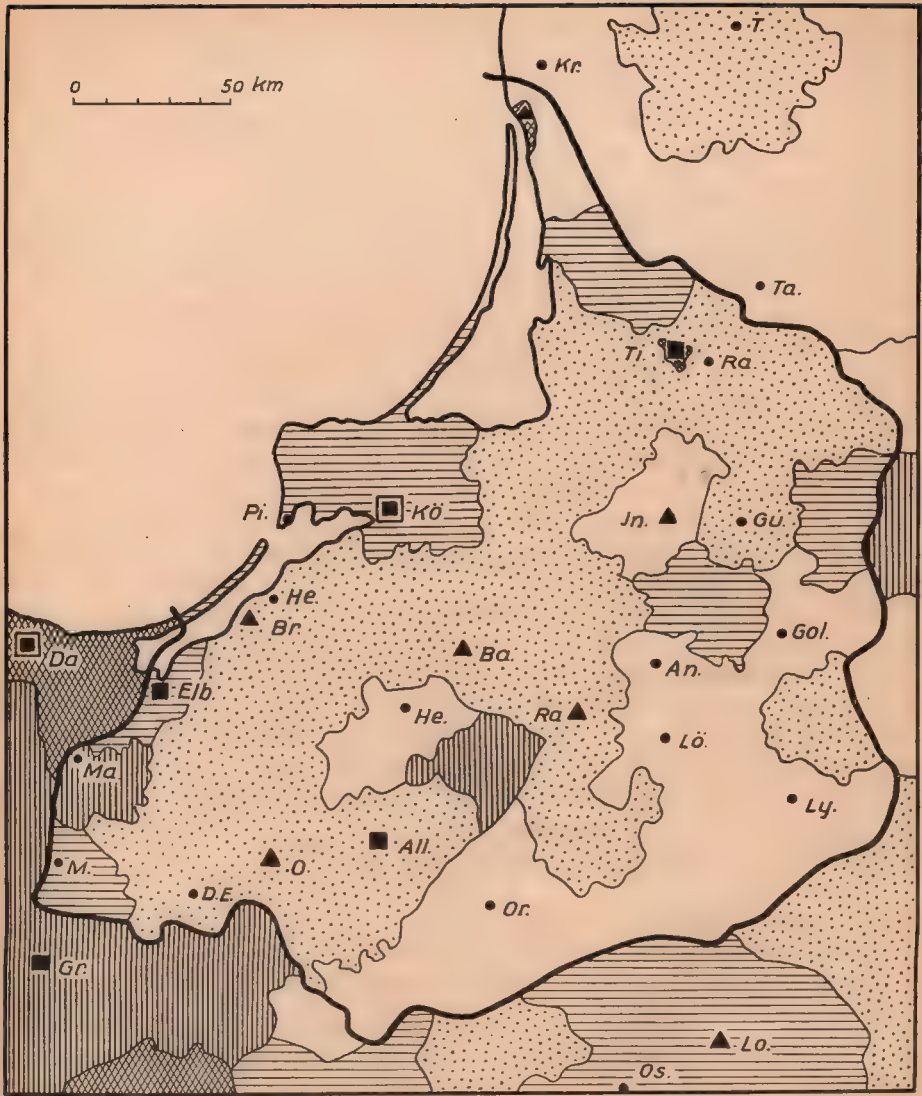 T.
Kr.
0 50 km
Ta.
Ti.
Ra.
Pi.
Kö
Jn.
Gu.
He.
Br.
Da
Ba.
Gol.
An.
Elb.
He.
Ra
Lö.
Ma
Ly.
All.
M.
O.
D.E.
Or.
Gr.
Lo.
Os.